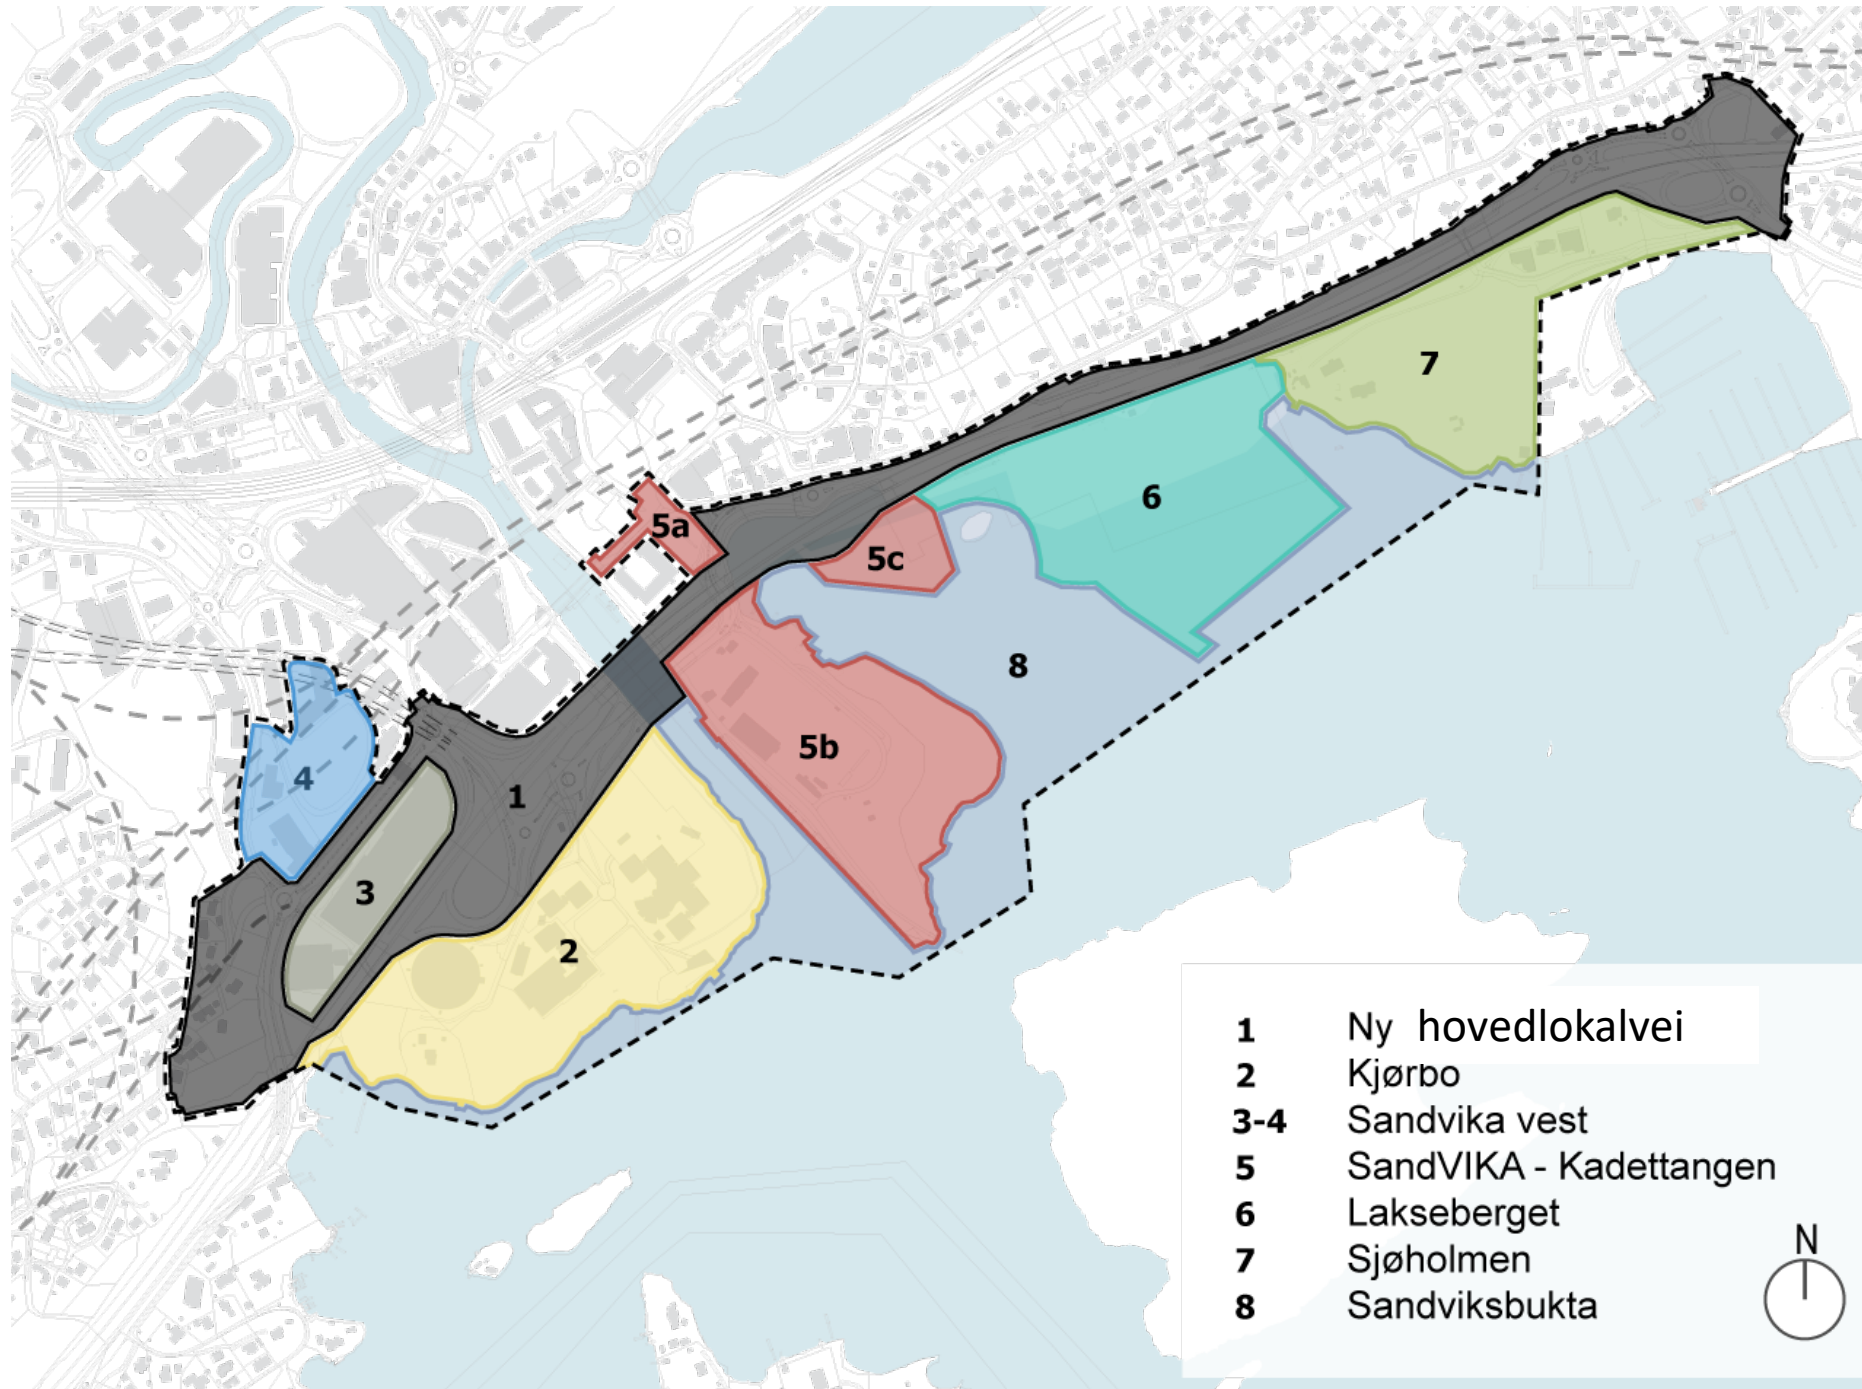 7
6
5a
5c
8
5b
4
1
3
2
1 Ny hovedlokalvei
2 Kjørbo
3-4 Sandvika vest
5 SandVIKA - Kadettangen
6 Lakseberget
7 Sjøholmen
8 Sandviksbukta
N